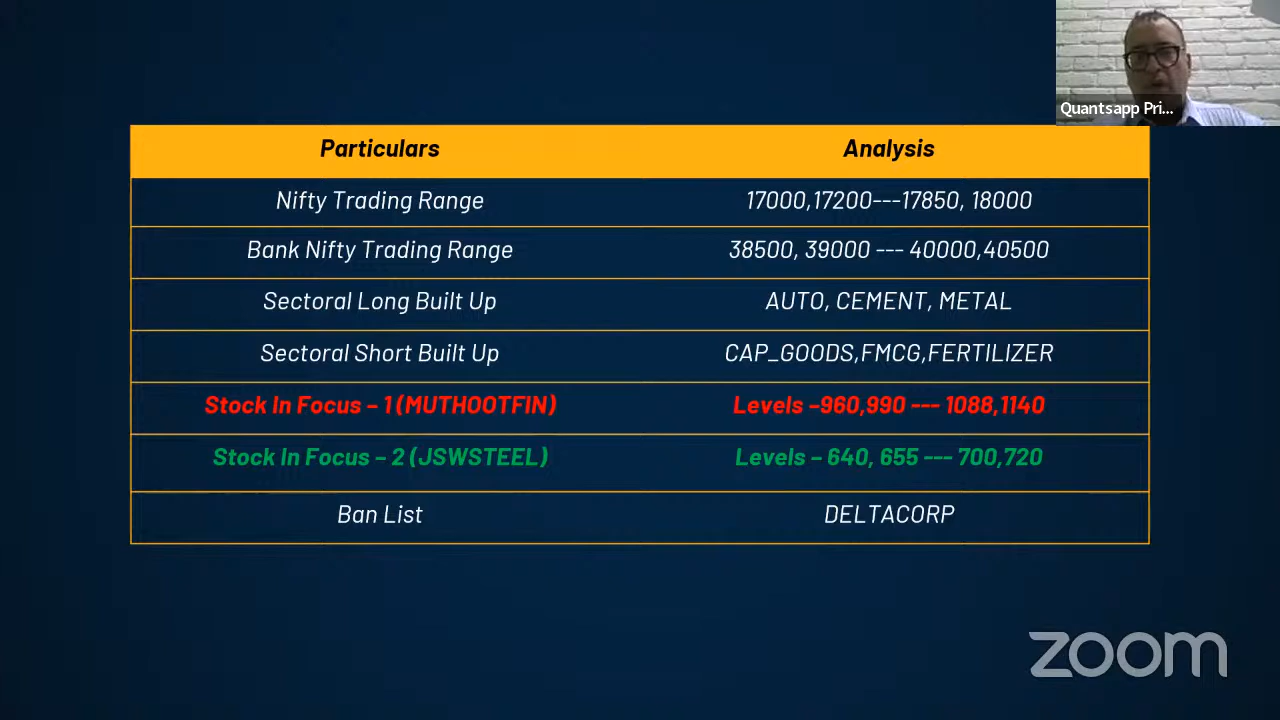 Quantsapp Pri...
Particulars Analysis
Nifty Trading Range 17000,17200---17850, 18000
Bank Nifty Trading Range 38500, 39000 --- 40000,40500
Sectoral Long Built Up AUTO, CEMENT, METAL
Sectoral Short Built Up CAP_GOODS,FMCG,FERTILIZER
Stock In Focus – 1 (MUTHOOTFIN) Levels –960,990 --- 1088,1140
Stock In Focus – 2 (JSWSTEEL) Levels – 640, 655 --- 700,720
Ban List DELTACORP
zoom